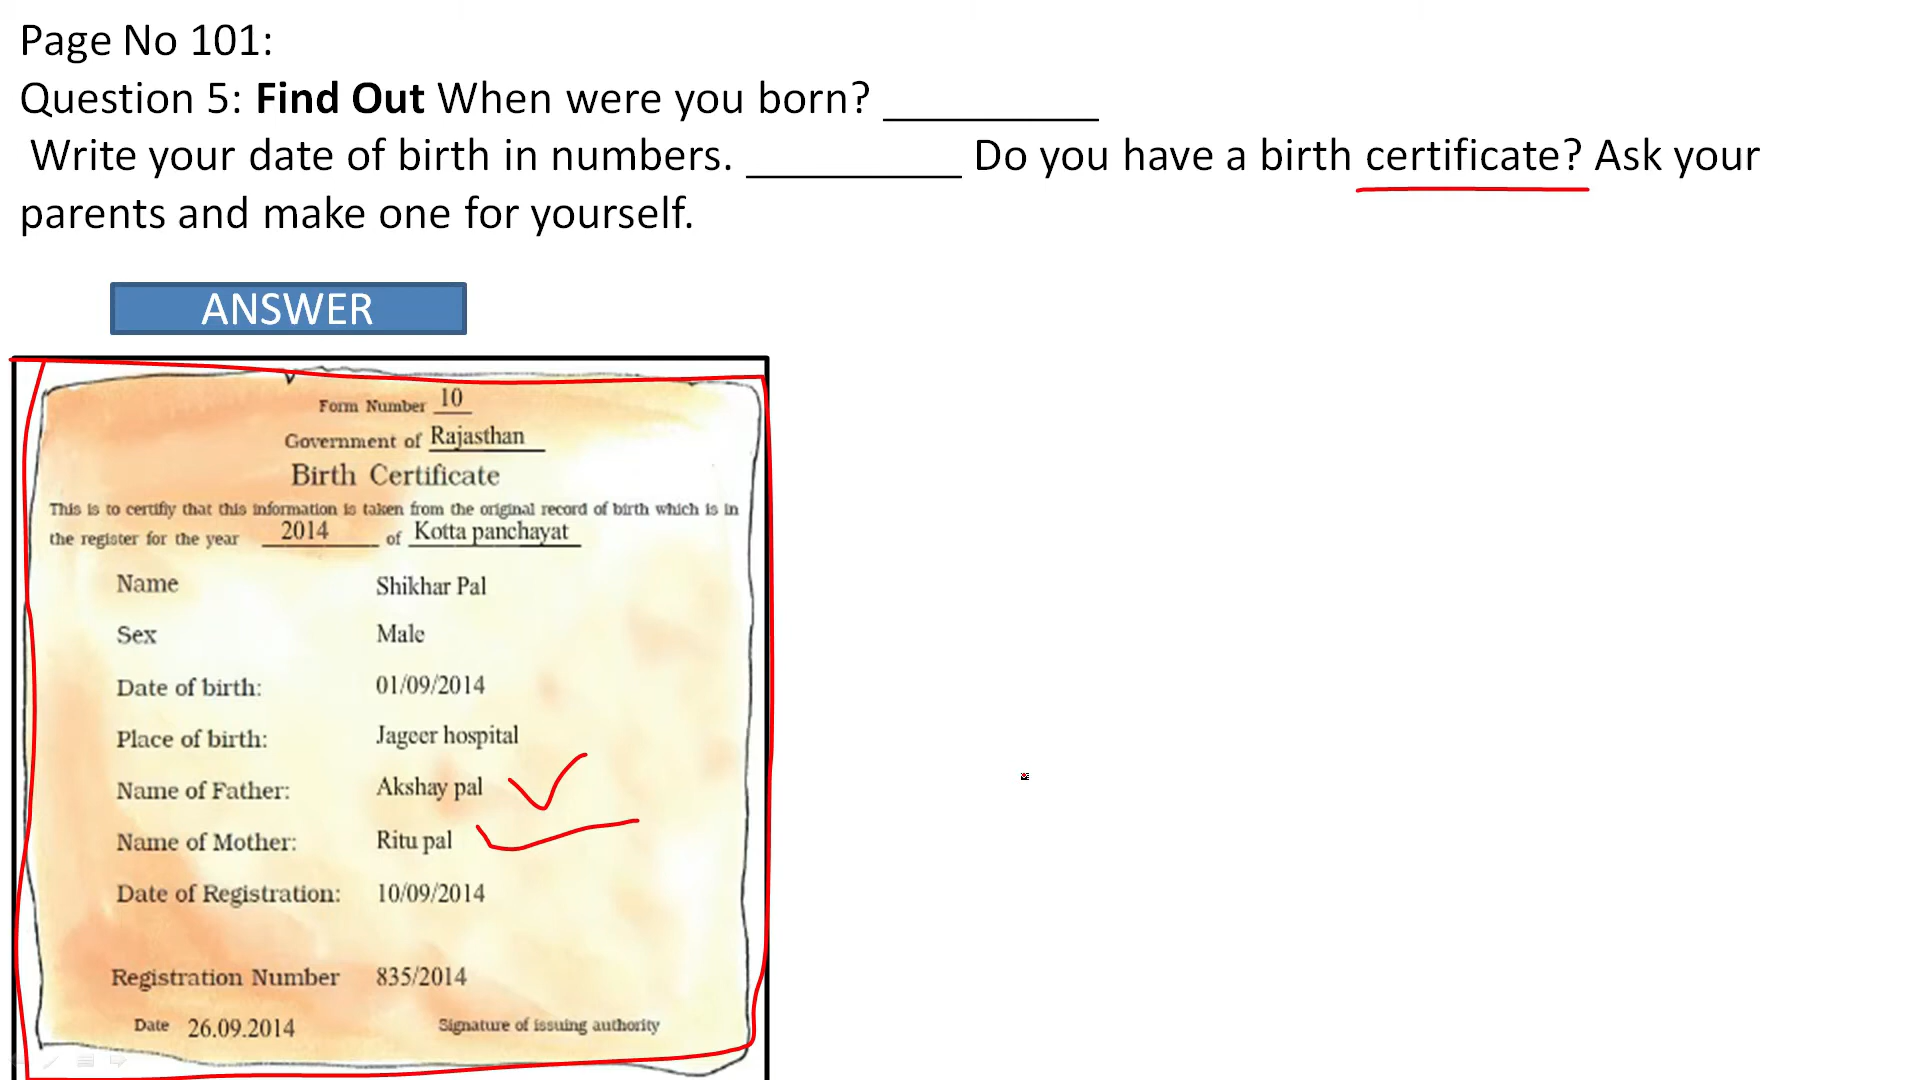 Page No 101:
Question 5: Find Out When were you born? __________
Write your date of birth in numbers. __________ Do you have a birth certificate? Ask your
parents and make one for yourself.
ANSWER
Form Number 10
Government of Rajasthan
Birth Certificate
This is to certifiy that this information is taken from the original record of birth which is in
the register for the year 2014 of Kotta panchayat
Name Shikhar Pal
Sex Male
Date of birth: 01/09/2014
Place of birth: Jageer hospital
Name of Father: Akshay pal
Name of Mother: Ritu pal
Date of Registration: 10/09/2014
Registration Number 835/2014
Date 26.09.2014 Signature of issuing authority